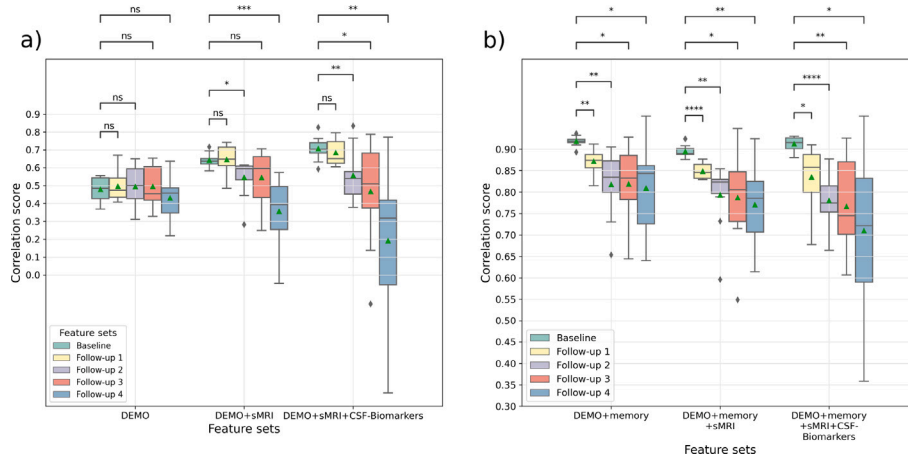 a)
ns
***
**
ns
ns
*
ns
*
**
ns
ns
ns
Correlation score
0.9
0.8
0.7
0.6
0.5
0.4
0.3
0.2
0.1
0.0
Feature sets
Baseline
Follow-up 1
Follow-up 2
Follow-up 3
Follow-up 4
DEMO
DEMO+sMRI
DEMO+sMRI+CSF-Biomarkers
Feature sets
b)
*
**
*
*
*
**
**
**
****
**
****
*
Correlation score
0.90
0.85
0.80
0.75
0.70
0.65
0.60
0.55
0.50
0.45
0.40
0.35
0.30
Baseline
Follow-up 1
Follow-up 2
Follow-up 3
Follow-up 4
DEMO+memory
DEMO+memory
+sMRI
DEMO+memory
+sMRI+CSF-
Biomarkers
Feature sets